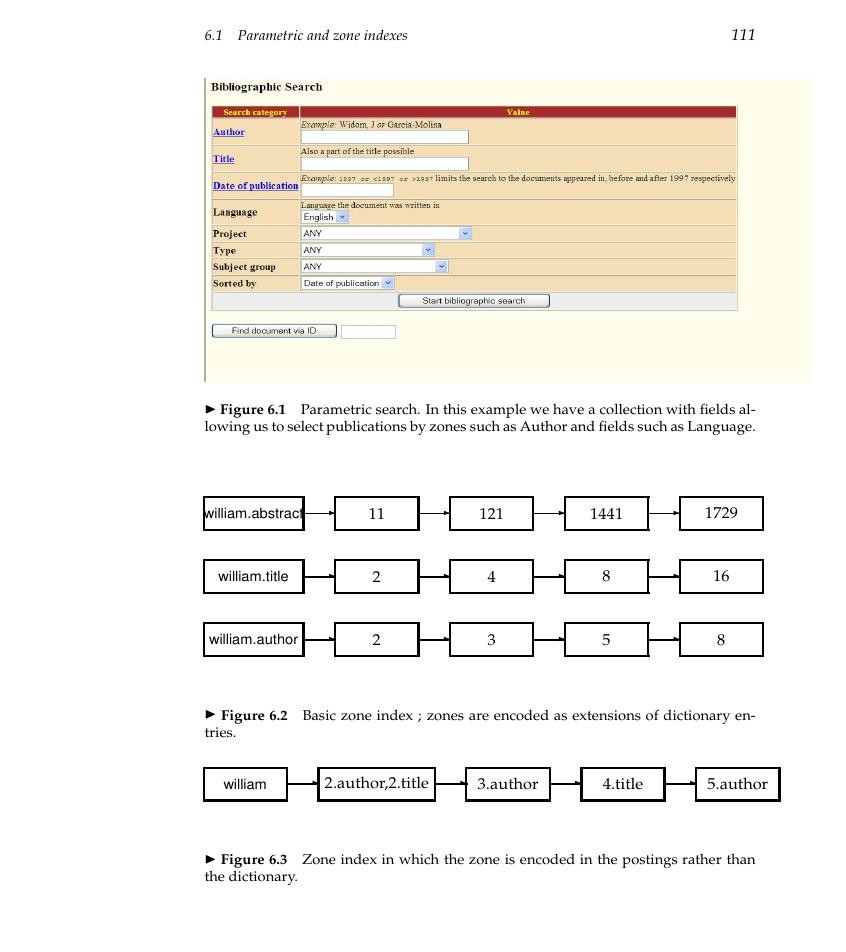 6.1 Parametric and zone indexes 111
Bibliographic Search
Search category Value
Author Example: Widom, J or Garcia-Molina
Title Also a part of the title possible
Date of publication Example: 1997 or <1997 or >1997 limits the search to the documents appeared in, before and after 1997 respectively
Language Language the document was written in
English
Project ANY
Type ANY
Subject group ANY
Sorted by Date of publication
Start bibliographic search
Find document via ID
► Figure 6.1 Parametric search. In this example we have a collection with fields al-
lowing us to select publications by zones such as Author and fields such as Language.
william.abstract 11 121 1441 1729
william.title 2 4 8 16
william.author 2 3 5 8
► Figure 6.2 Basic zone index ; zones are encoded as extensions of dictionary en-
tries.
william 2.author,2.title 3.author 4.title 5.author
► Figure 6.3 Zone index in which the zone is encoded in the postings rather than
the dictionary.